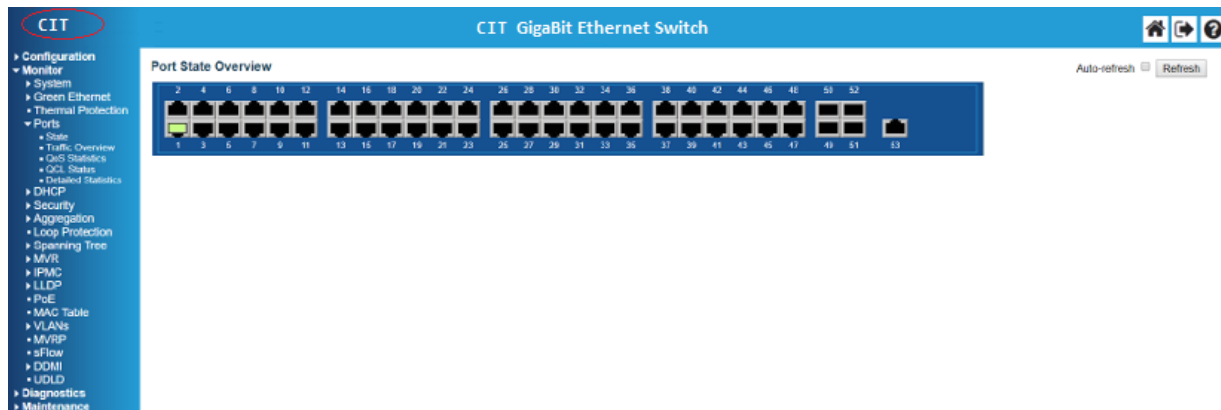 CIT
CIT GigaBit Ethernet Switch
Configuration
Monitor
System
Green Ethernet
Thermal Protection
Ports
State
Traffic Overview
QoS Statistics
QCL Status
Detailed Statistics
DHCP
Security
Aggregation
Loop Protection
Spanning Tree
MVR
IPMC
LLDP
PoE
MAC Table
VLANs
MVRP
sFlow
DDMI
UDLD
Diagnostics
Maintenance
Port State Overview
Auto-refresh Refresh
2 4 6 8 10 12 14 16 18 20 22 24 26 28 30 32 34 36 38 40 42 44 46 48 50 52
1 3 5 7 9 11 13 15 17 19 21 23 25 27 29 31 33 35 37 39 41 43 45 47 49 51 53